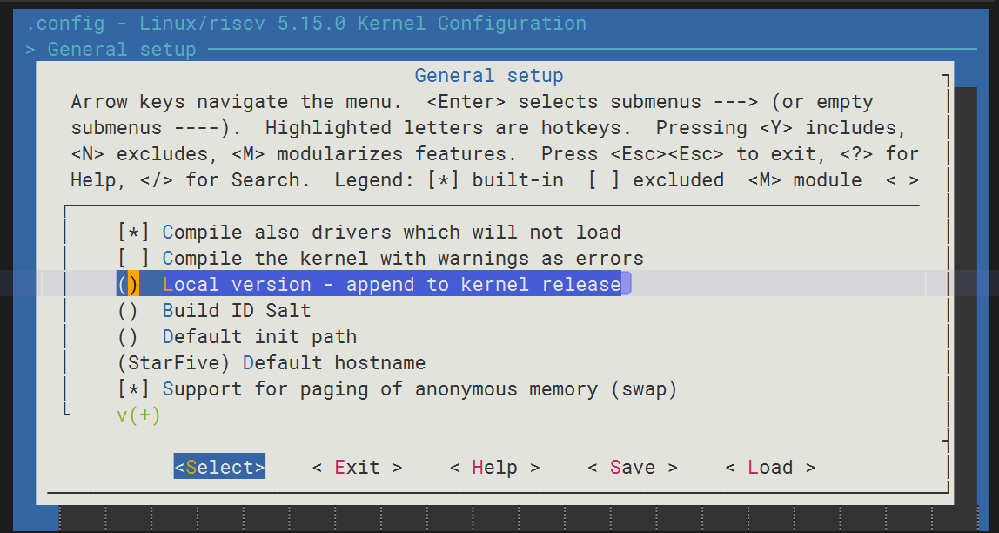 .config - Linux/riscv 5.15.0 Kernel Configuration
> General setup
General setup
Arrow keys navigate the menu.  <Enter> selects submenus ---> (or empty
submenus ----).  Highlighted letters are hotkeys.  Pressing <Y> includes,
<N> excludes, <M> modularizes features.  Press <Esc><Esc> to exit, <?> for
Help, </> for Search.  Legend: [*] built-in  [ ] excluded  <M> module  < >
[*] Compile also drivers which will not load
[ ] Compile the kernel with warnings as errors
()  Local version - append to kernel release
()  Build ID Salt
()  Default init path
(StarFive) Default hostname
[*] Support for paging of anonymous memory (swap)
v(+)
<Select>    < Exit >    < Help >    < Save >    < Load >